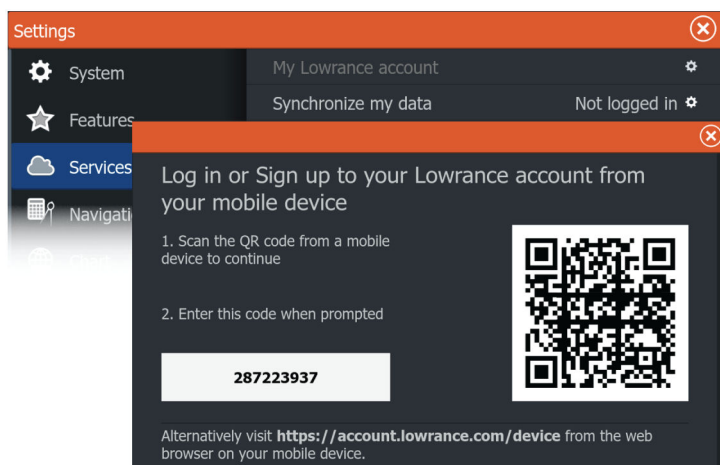 Settings
System
My Lowrance account
Synchronize my data Not logged in
Features
Services
Log in or Sign up to your Lowrance account from
your mobile device
Navigati
1. Scan the QR code from a mobile
device to continue
2. Enter this code when prompted
287223937
Alternatively visit https://account.lowrance.com/device from the web
browser on your mobile device.